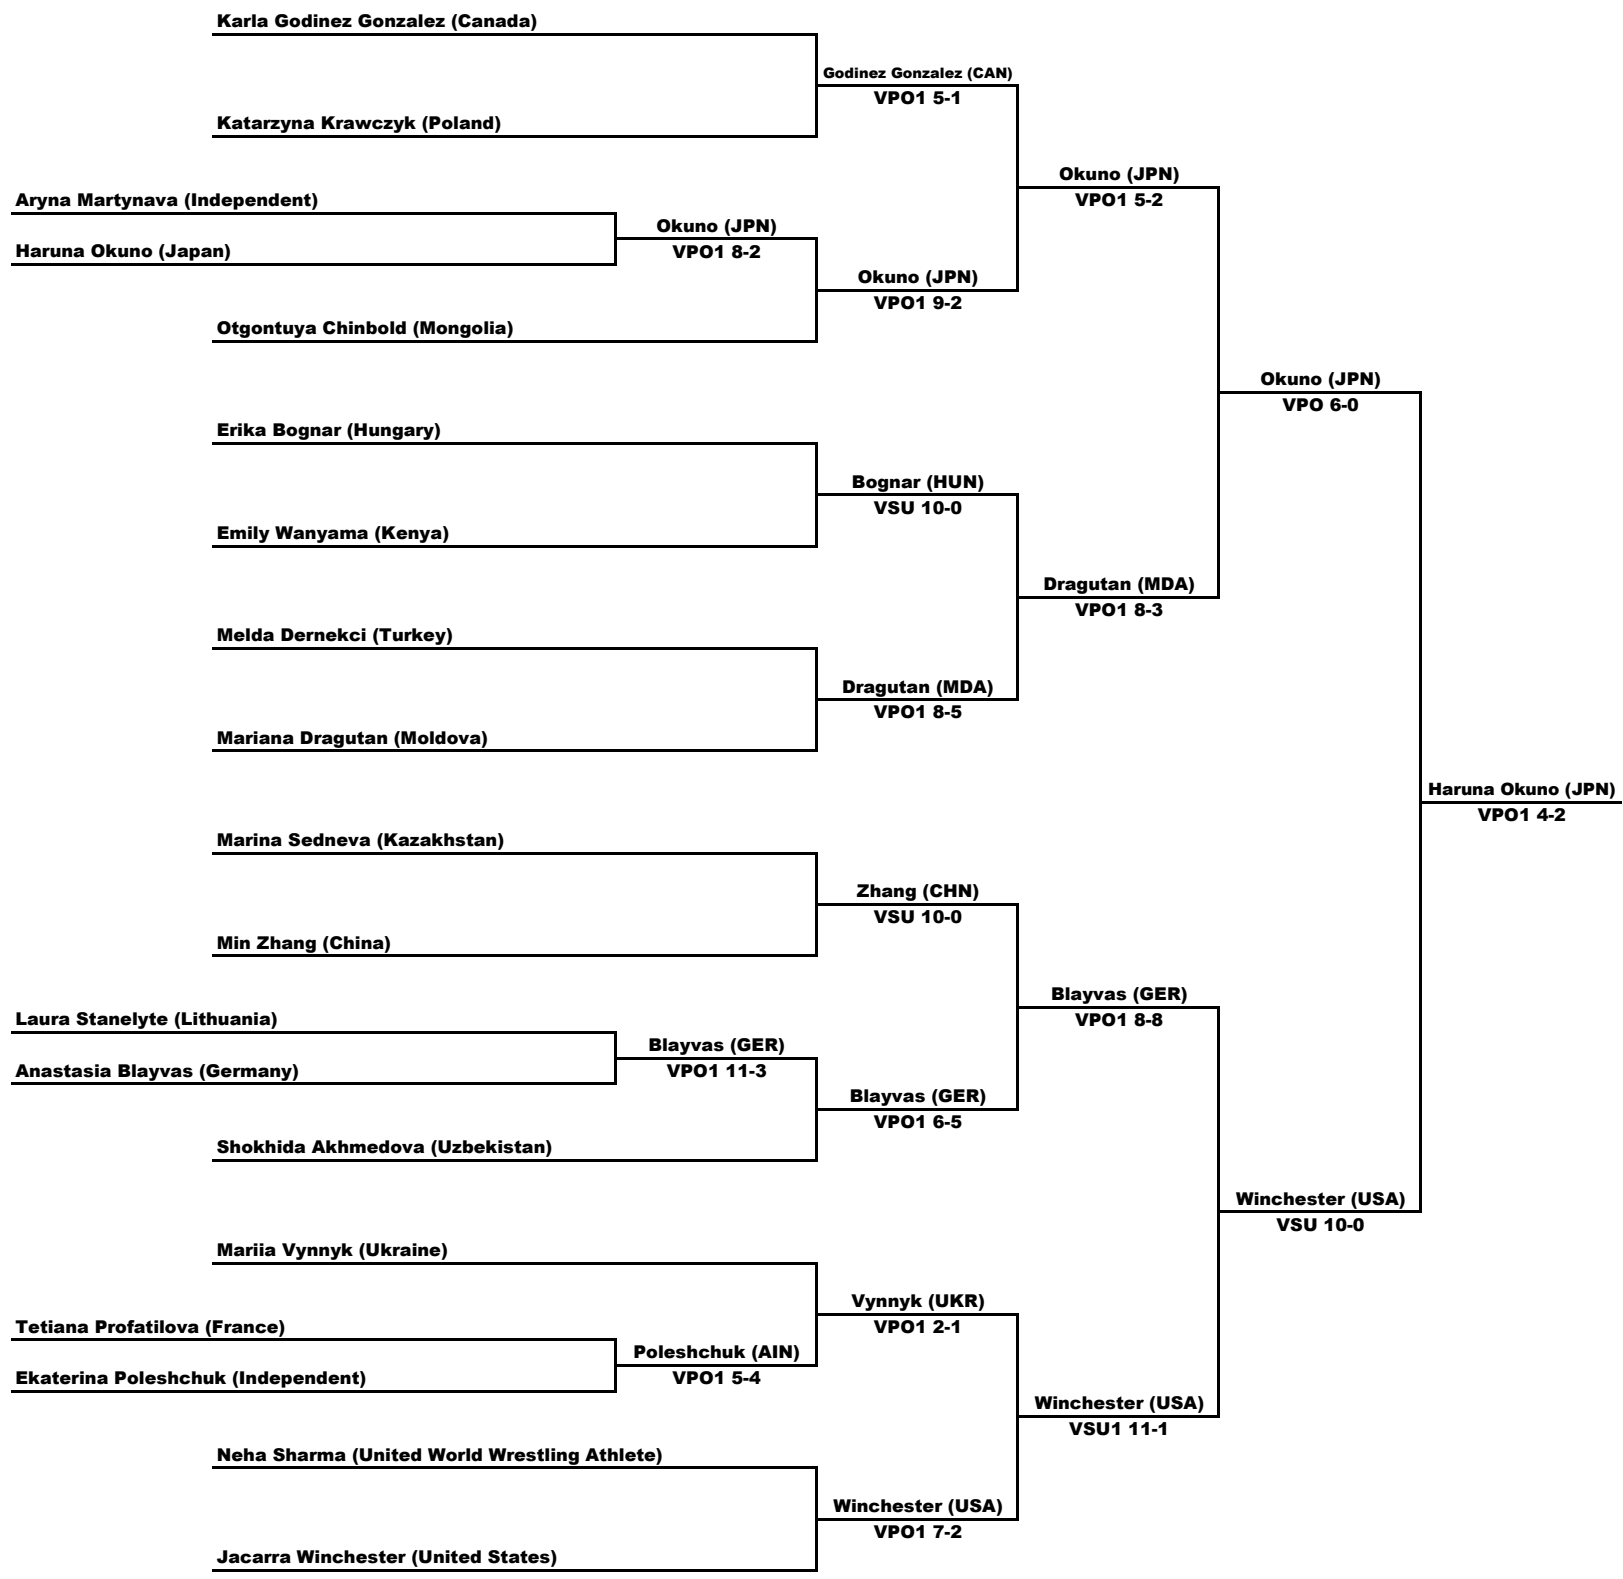 Karla Godinez Gonzalez (Canada)
Godinez Gonzalez (CAN)
VPO1 5-1
Katarzyna Krawczyk (Poland)
Okuno (JPN)
VPO1 5-2
Aryna Martynava (Independent)
Okuno (JPN)
VPO1 8-2
Haruna Okuno (Japan)
Okuno (JPN)
VPO1 9-2
Otgontuya Chinbold (Mongolia)
Okuno (JPN)
VPO 6-0
Erika Bognar (Hungary)
Bognar (HUN)
VSU 10-0
Emily Wanyama (Kenya)
Dragutan (MDA)
VPO1 8-3
Melda Dernekci (Turkey)
Dragutan (MDA)
VPO1 8-5
Mariana Dragutan (Moldova)
Haruna Okuno (JPN)
VPO1 4-2
Marina Sedneva (Kazakhstan)
Zhang (CHN)
VSU 10-0
Min Zhang (China)
Blayvas (GER)
VPO1 8-8
Laura Stanelyte (Lithuania)
Blayvas (GER)
VPO1 11-3
Anastasia Blayvas (Germany)
Blayvas (GER)
VPO1 6-5
Shokhida Akhmedova (Uzbekistan)
Winchester (USA)
VSU 10-0
Mariia Vynnyk (Ukraine)
Vynnyk (UKR)
VPO1 2-1
Tetiana Profatilova (France)
Poleshchuk (AIN)
VPO1 5-4
Ekaterina Poleshchuk (Independent)
Winchester (USA)
VSU1 11-1
Neha Sharma (United World Wrestling Athlete)
Winchester (USA)
VPO1 7-2
Jacarra Winchester (United States)